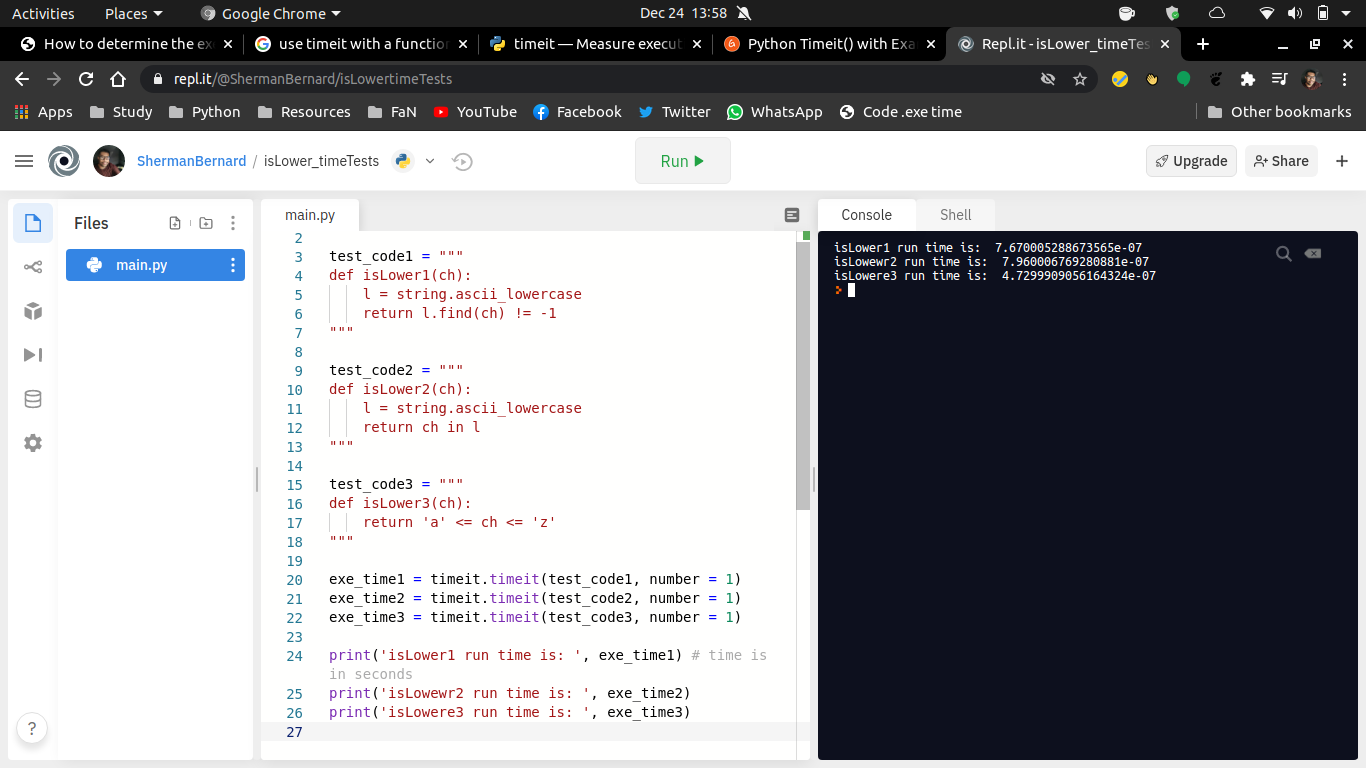 Activities Places Google Chrome Dec 24 13:58
How to determine the ex use timeit with a functio timeit — Measure execut Python Timeit() with Exa Repl.it - isLower_timeTes
repl.it/@ShermanBernard/isLowertimeTests
Apps Study Python Resources FaN YouTube Facebook Twitter WhatsApp Code .exe time Other bookmarks
ShermanBernard / isLower_timeTests Run Upgrade Share
Files
main.py
main.py
2
3 test_code1 = """
4 def isLower1(ch):
5 l = string.ascii_lowercase
6 return l.find(ch) != -1
7 """
8
9 test_code2 = """
10 def isLower2(ch):
11 l = string.ascii_lowercase
12 return ch in l
13 """
14
15 test_code3 = """
16 def isLower3(ch):
17 return 'a' <= ch <= 'z'
18 """
19
20 exe_time1 = timeit.timeit(test_code1, number = 1)
21 exe_time2 = timeit.timeit(test_code2, number = 1)
22 exe_time3 = timeit.timeit(test_code3, number = 1)
23
24 print('isLower1 run time is: ', exe_time1) # time is
in seconds
25 print('isLowewr2 run time is: ', exe_time2)
26 print('isLowere3 run time is: ', exe_time3)
27
Console Shell
isLower1 run time is:  7.670005288673565e-07
isLowewr2 run time is:  7.960006769280881e-07
isLowere3 run time is:  4.7299909056164324e-07
?